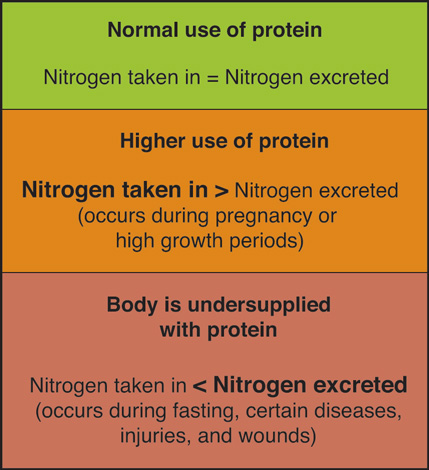 Normal use of protein
Nitrogen taken in = Nitrogen excreted
Higher use of protein
Nitrogen taken in > Nitrogen excreted
(occurs during pregnancy or
high growth periods)
Body is undersupplied
with protein
Nitrogen taken in < Nitrogen excreted
(occurs during fasting, certain diseases,
injuries, and wounds)